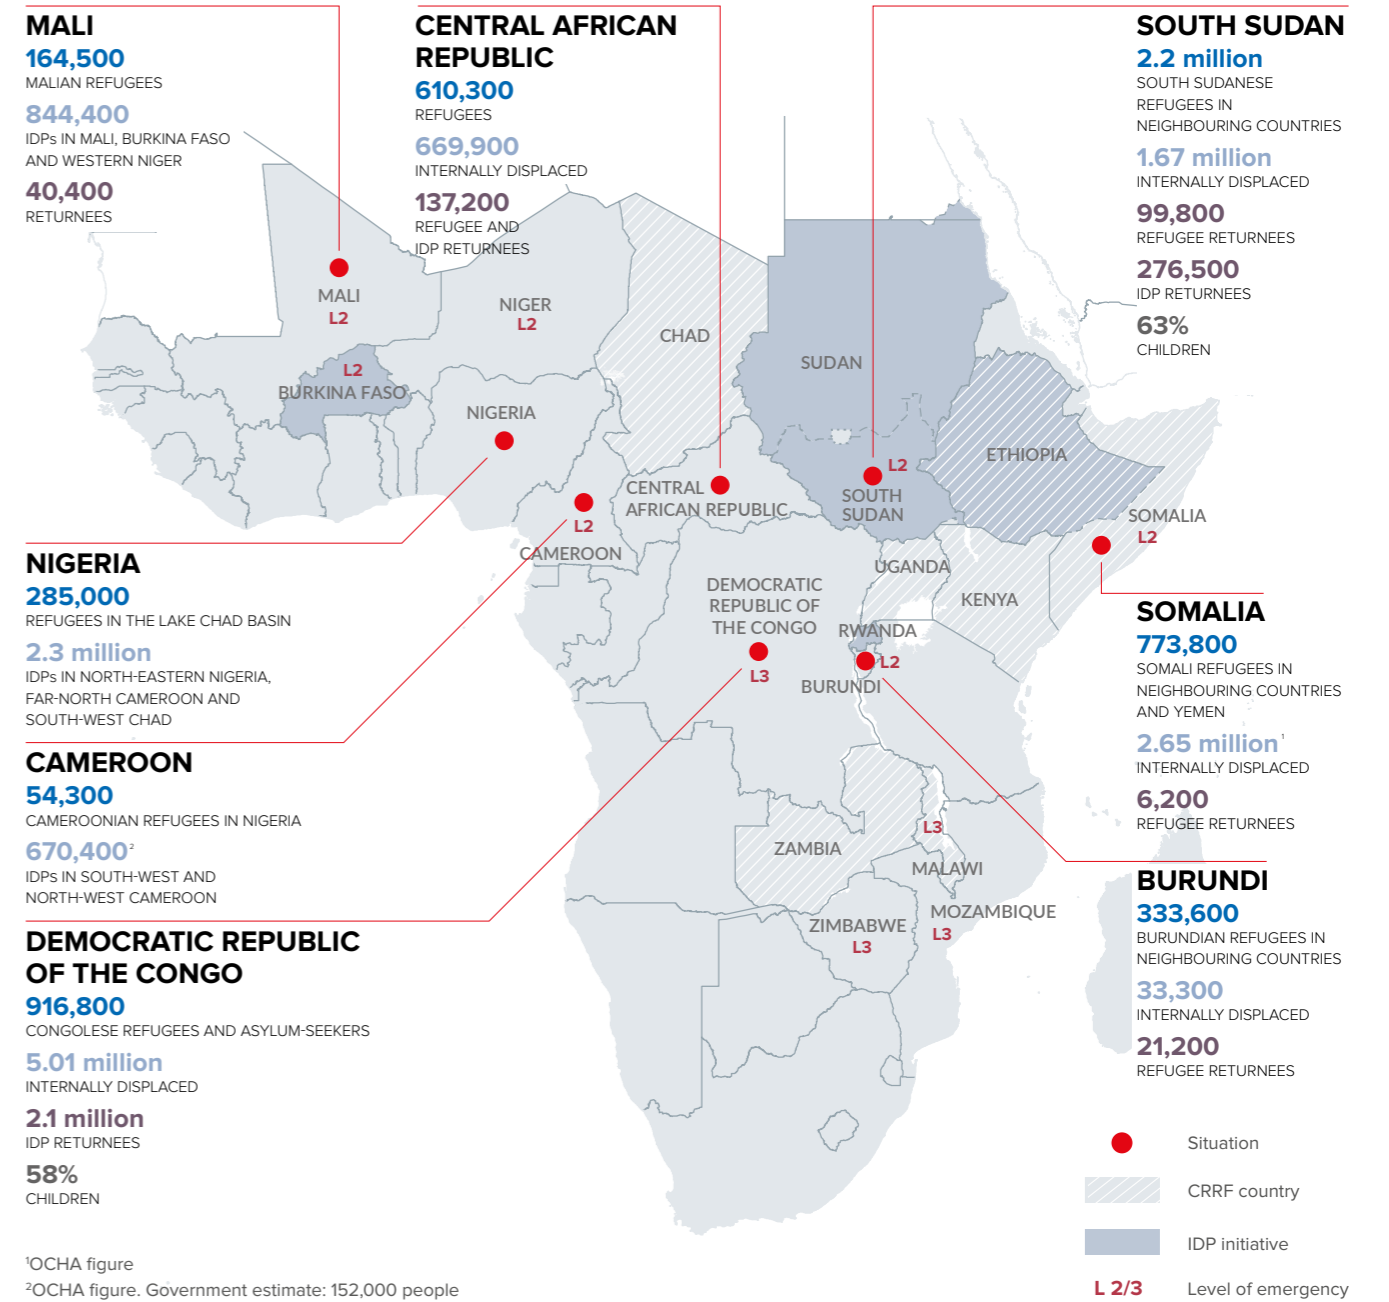 MALI
164,500
MALIAN REFUGEES
844,400
IDPs IN MALI, BURKINA FASO
AND WESTERN NIGER
40,400
RETURNEES
CENTRAL AFRICAN
REPUBLIC
610,300
REFUGEES
669,900
INTERNALLY DISPLACED
137,200
REFUGEE AND
IDP RETURNEES
SOUTH SUDAN
2.2 million
SOUTH SUDANESE
REFUGEES IN
NEIGHBOURING COUNTRIES
1.67 million
INTERNALLY DISPLACED
99,800
REFUGEE RETURNEES
276,500
IDP RETURNEES
63%
CHILDREN
MALI
L2
NIGER
L2
CHAD
SUDAN
L2
BURKINA FASO
NIGERIA
ETHIOPIA
L2
SOUTH
SUDAN
CENTRAL
AFRICAN REPUBLIC
L2
CAMEROON
SOMALIA
L2
UGANDA
KENYA
DEMOCRATIC
REPUBLIC OF
THE CONGO
L3
RWANDA
L2
BURUNDI
ZAMBIA
L3
MALAWI
ZIMBABWE
L3
MOZAMBIQUE
L3
NIGERIA
285,000
REFUGEES IN THE LAKE CHAD BASIN
2.3 million
IDPs IN NORTH-EASTERN NIGERIA,
FAR-NORTH CAMEROON AND
SOUTH-WEST CHAD
CAMEROON
54,300
CAMEROONIAN REFUGEES IN NIGERIA
670,400²
IDPs IN SOUTH-WEST AND
NORTH-WEST CAMEROON
DEMOCRATIC REPUBLIC
OF THE CONGO
916,800
CONGOLESE REFUGEES AND ASYLUM-SEEKERS
5.01 million
INTERNALLY DISPLACED
2.1 million
IDP RETURNEES
58%
CHILDREN
SOMALIA
773,800
SOMALI REFUGEES IN
NEIGHBOURING COUNTRIES
AND YEMEN
2.65 million¹
INTERNALLY DISPLACED
6,200
REFUGEE RETURNEES
BURUNDI
333,600
BURUNDIAN REFUGEES IN
NEIGHBOURING COUNTRIES
33,300
INTERNALLY DISPLACED
21,200
REFUGEE RETURNEES
Situation
CRRF country
IDP initiative
L 2/3 Level of emergency
¹OCHA figure
²OCHA figure. Government estimate: 152,000 people